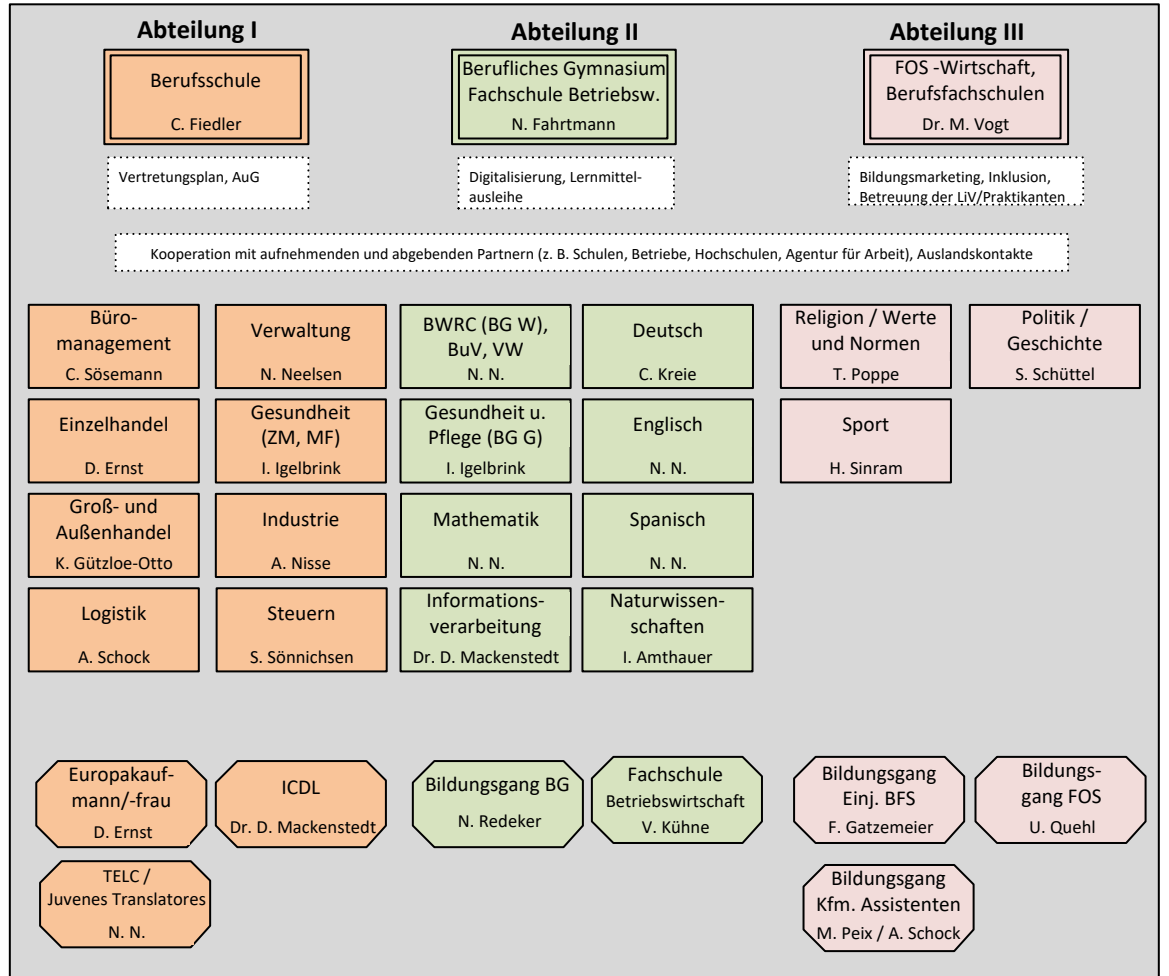 Abteilung I
Berufsschule
C. Fiedler
Vertretungsplan, AuG
Abteilung II
Berufliches Gymnasium
Fachschule Betriebsw.
N. Fahrtmann
Digitalisierung, Lernmittel-
ausleihe
Abteilung III
FOS -Wirtschaft,
Berufsfachschulen
Dr. M. Vogt
Bildungsmarketing, Inklusion,
Betreuung der LiV/Praktikanten
Kooperation mit aufnehmenden und abgebenden Partnern (z. B. Schulen, Betriebe, Hochschulen, Agentur für Arbeit), Auslandskontakte
Büro-
management
C. Sösemann
Verwaltung
N. Neelsen
BWRC (BG W),
BuV, VW
N. N.
Deutsch
C. Kreie
Religion / Werte
und Normen
T. Poppe
Politik /
Geschichte
S. Schüttel
Einzelhandel
D. Ernst
Gesundheit
(ZM, MF)
I. Igelbrink
Gesundheit u.
Pflege (BG G)
I. Igelbrink
Englisch
N. N.
Sport
H. Sinram
Groß- und
Außenhandel
K. Gützloe-Otto
Industrie
A. Nisse
Mathematik
N. N.
Spanisch
N. N.
Logistik
A. Schock
Steuern
S. Sönnichsen
Informations-
verarbeitung
Dr. D. Mackenstedt
Naturwissen-
schaften
I. Amthauer
Europakauf-
mann/-frau
D. Ernst
ICDL
Dr. D. Mackenstedt
Bildungsgang BG
N. Redeker
Fachschule
Betriebswirtschaft
V. Kühne
Bildungsgang
Einj. BFS
F. Gatzemeier
Bildungs-
gang FOS
U. Quehl
TELC /
Juvenes Translatores
N. N.
Bildungsgang
Kfm. Assistenten
M. Peix / A. Schock